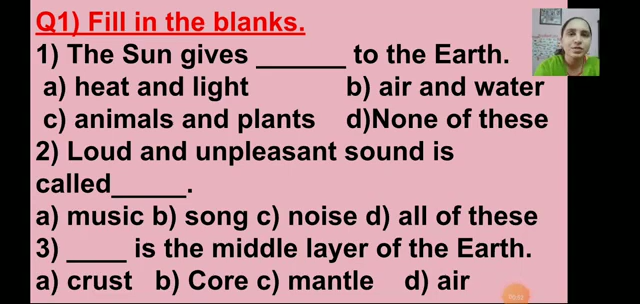 Q1) Fill in the blanks.
1) The Sun gives ______ to the Earth.
a) heat and light b) air and water
c) animals and plants d)None of these
2) Loud and unpleasant sound is
called_____.
a) music b) song c) noise d) all of these
3) ____ is the middle layer of the Earth.
a) crust b) Core c) mantle d) air